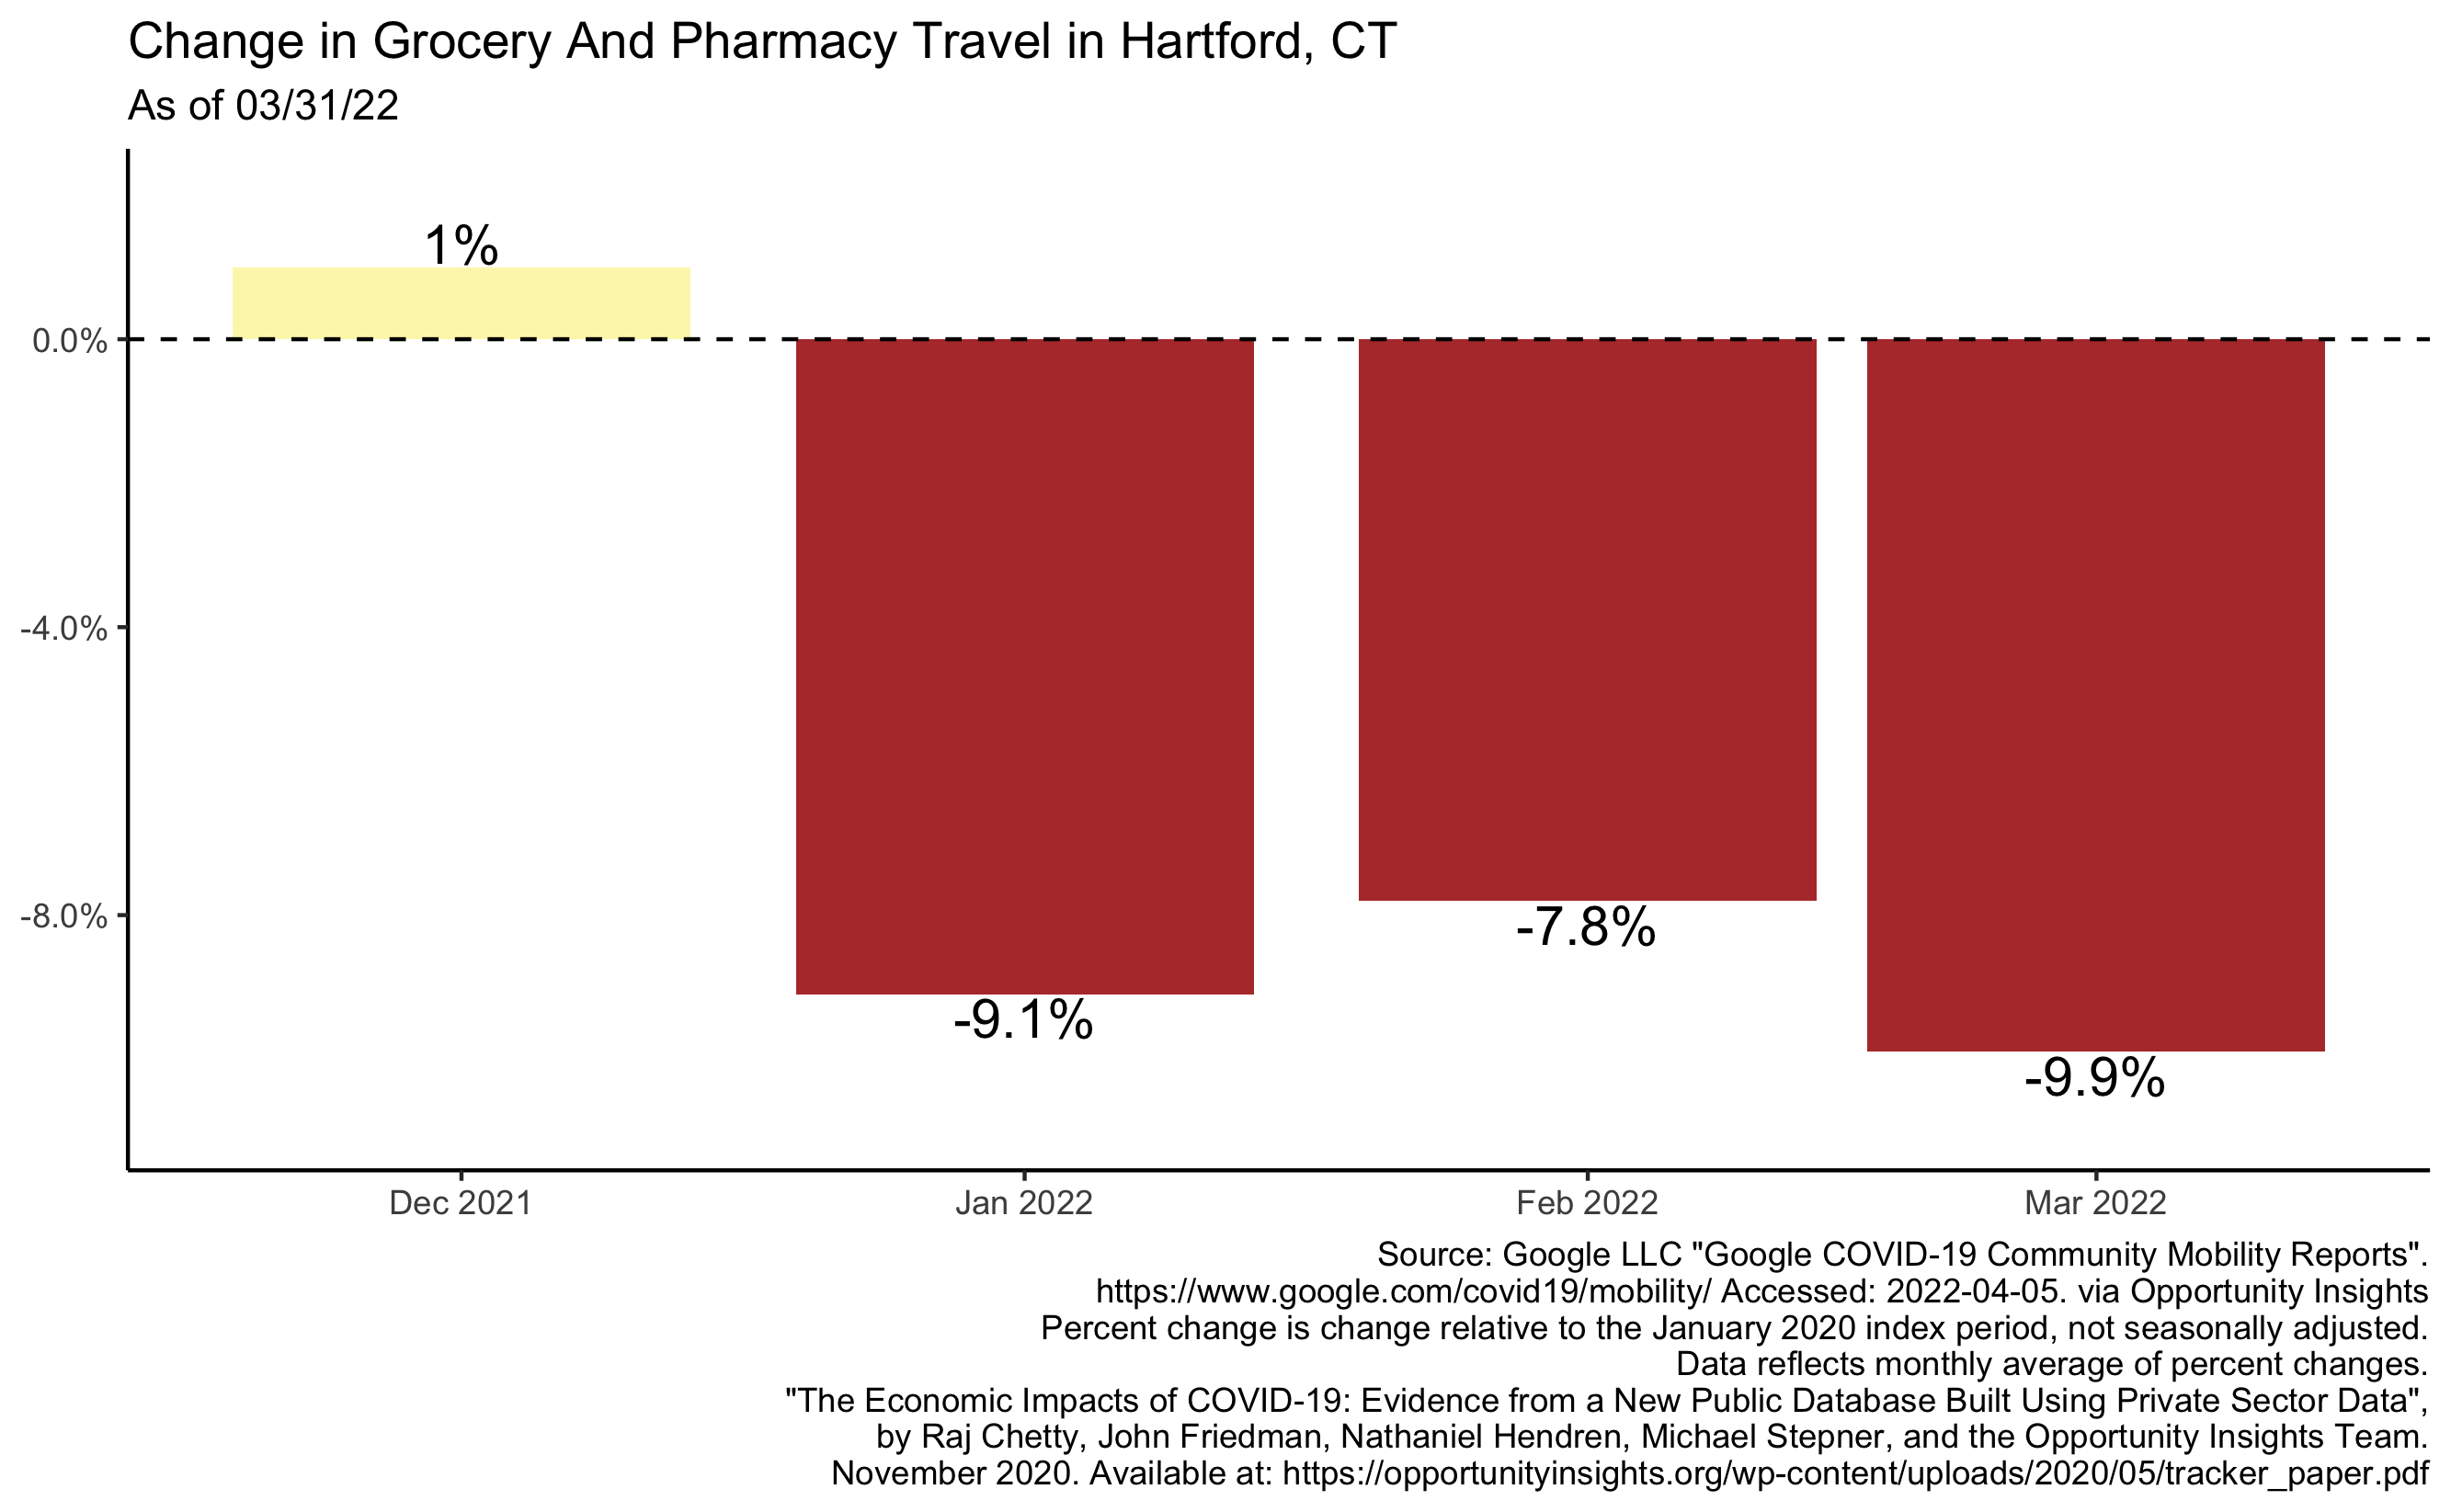 Change in Grocery And Pharmacy Travel in Hartford, CT
As of 03/31/22
1%
0.0%
-4.0%
-8.0%
-7.8%
-9.1%
-9.9%
Dec 2021
Jan 2022
Feb 2022
Mar 2022
Source: Google LLC "Google COVID-19 Community Mobility Reports".
https://www.google.com/covid19/mobility/ Accessed: 2022-04-05. via Opportunity Insights
Percent change is change relative to the January 2020 index period, not seasonally adjusted.
Data reflects monthly average of percent changes.
"The Economic Impacts of COVID-19: Evidence from a New Public Database Built Using Private Sector Data",
by Raj Chetty, John Friedman, Nathaniel Hendren, Michael Stepner, and the Opportunity Insights Team.
November 2020. Available at: https://opportunityinsights.org/wp-content/uploads/2020/05/tracker_paper.pdf